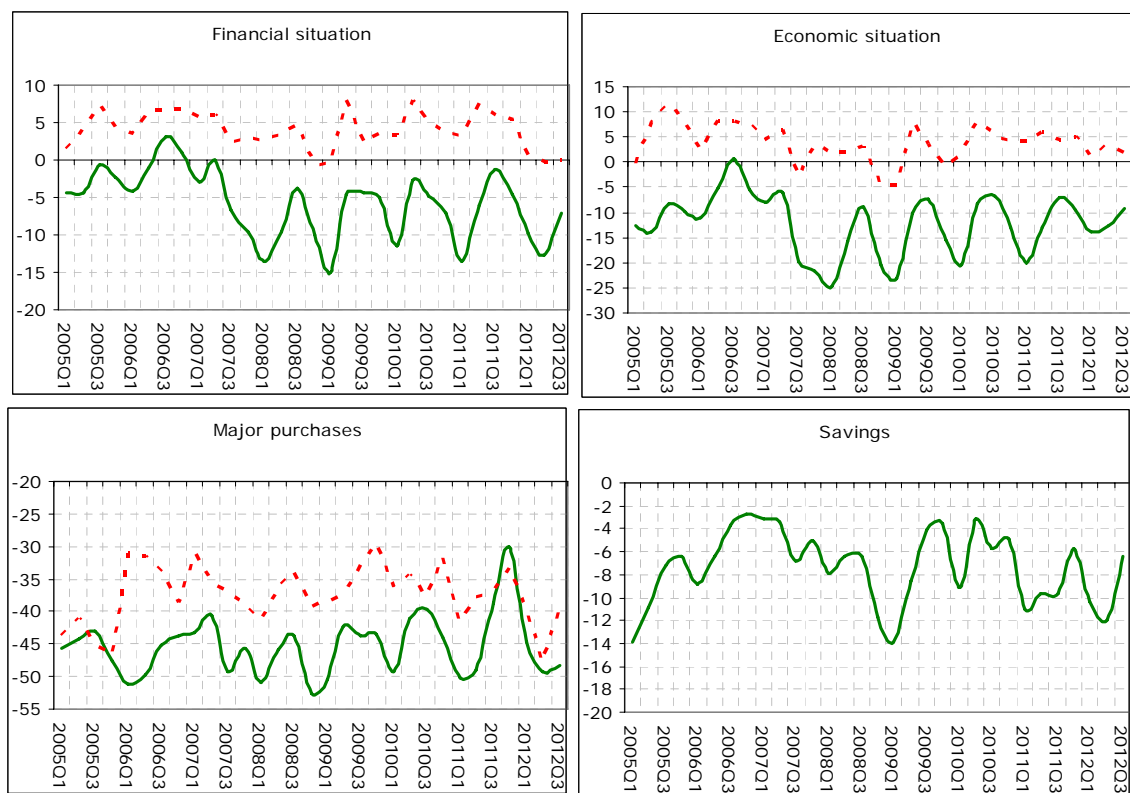 Financial situation
10
5
0
-5
-10
-15
-20
2005Q1
2005Q3
2006Q1
2006Q3
2007Q1
2007Q3
2008Q1
2008Q3
2009Q1
2009Q3
2010Q1
2010Q3
2011Q1
2011Q3
2012Q1
2012Q3
Economic situation
15
10
5
0
-5
-10
-15
-20
-25
-30
2005Q1
2005Q3
2006Q1
2006Q3
2007Q1
2007Q3
2008Q1
2008Q3
2009Q1
2009Q3
2010Q1
2010Q3
2011Q1
2011Q3
2012Q1
2012Q3
Major purchases
-20
-25
-30
-35
-40
-45
-50
-55
2005Q1
2005Q3
2006Q1
2006Q3
2007Q1
2007Q3
2008Q1
2008Q3
2009Q1
2009Q3
2010Q1
2010Q3
2011Q1
2011Q3
2012Q1
2012Q3
Savings
0
-2
-4
-6
-8
-10
-12
-14
-16
-18
-20
2005Q1
2005Q3
2006Q1
2006Q3
2007Q1
2007Q3
2008Q1
2008Q3
2009Q1
2009Q3
2010Q1
2010Q3
2011Q1
2011Q3
2012Q1
2012Q3